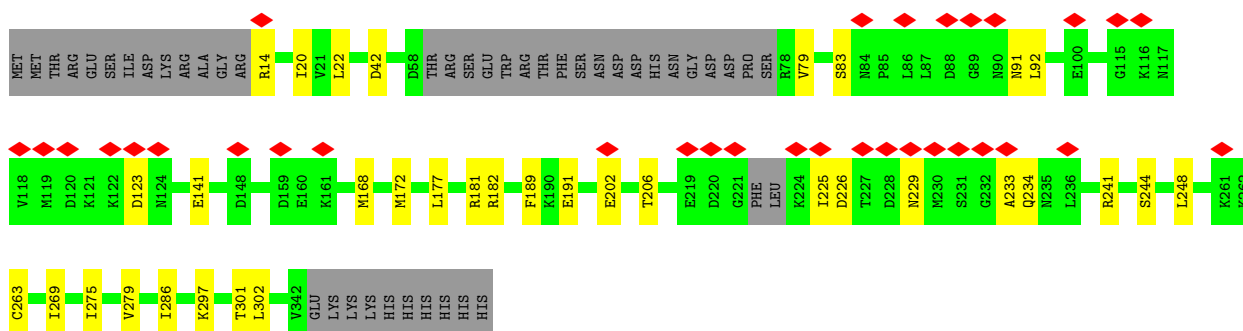 MET MET THR ARG GLU SER ILE ASP LYS ARG ALA GLY ARG R14 I20 V21 L22 D42 D58 THR ARG SER GLU TRP ARG THR PHE SER ASN ASP ASP HIS ASN GLY ASP ASP PRO SER R78 V79 S83 N84 P85 L86 L87 D88 G89 N90 N91 L92 E100 G115 K116 N117
V118 M119 D120 K121 K122 D123 N124 E141 D148 D159 E160 K161 M168 M172 L177 R181 R182 F189 K190 E191 E202 T206 E219 D220 G221 PHE LEU K224 I225 D226 T227 D228 N229 M230 S231 G232 A233 Q234 N235 L236 R241 S244 L248 K261 K262
C263 I269 I275 V279 I286 K297 T301 L302 V342 GLU LYS LYS LYS HIS HIS HIS HIS HIS HIS